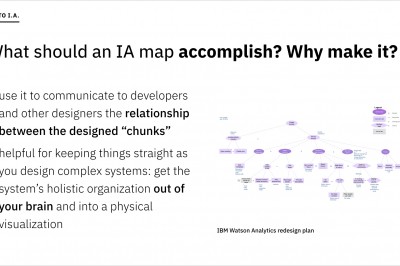 TO I.A.
What should an IA map accomplish? Why make it?
use it to communicate to developers
and other designers the relationship
between the designed “chunks”
helpful for keeping things straight as
you design complex systems: get the
system’s holistic organization out of
your brain and into a physical
visualization
IBM Watson Analytics redesign plan